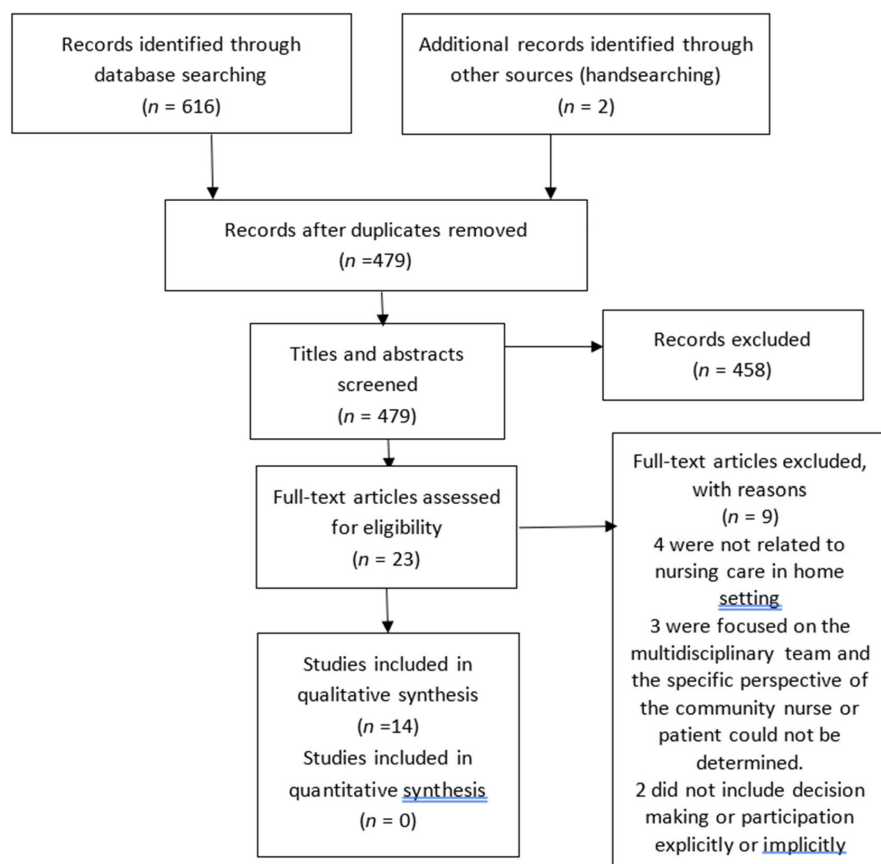 Records identified through
database searching
(n = 616)
Additional records identified through
other sources (handsearching)
(n = 2)
Records after duplicates removed
(n =479)
Titles and abstracts
screened
(n = 479)
Records excluded
(n = 458)
Full-text articles assessed
for eligibility
(n = 23)
Full-text articles excluded,
with reasons
(n = 9)
4 were not related to
nursing care in home
setting
3 were focused on the
multidisciplinary team and
the specific perspective of
the community nurse or
patient could not be
determined.
2 did not include decision
making or participation
explicitly or implicitly
Studies included in
qualitative synthesis
(n =14)
Studies included in
quantitative synthesis
(n = 0)